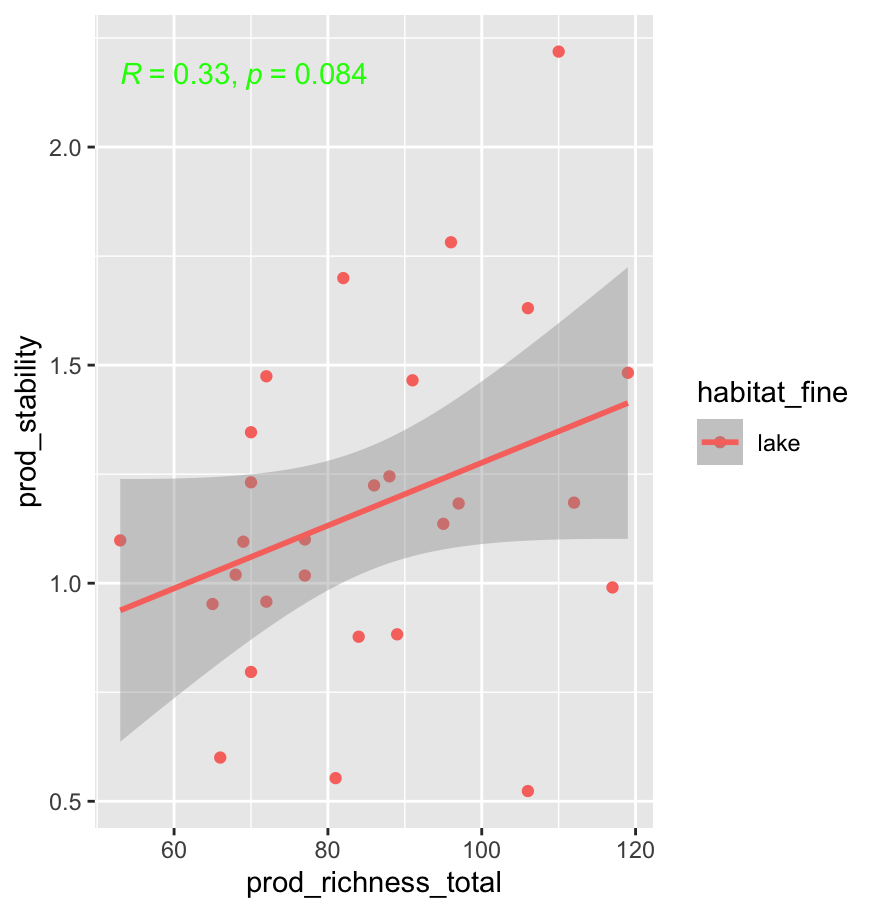 R = 0.33, p = 0.084
2.0
1.5
1.0
0.5
prod_stability
60 80 100 120
prod_richness_total
habitat_fine
lake